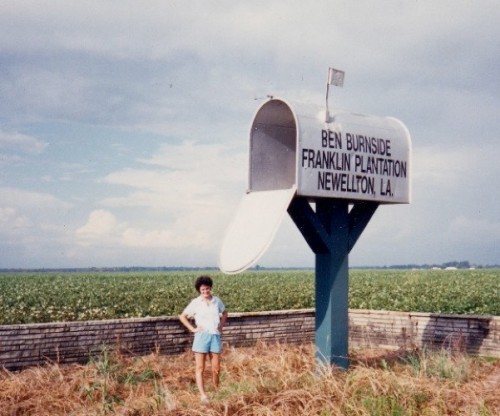 BEN BURNSIDE
FRANKLIN PLANTATION
NEWELLTON, LA.